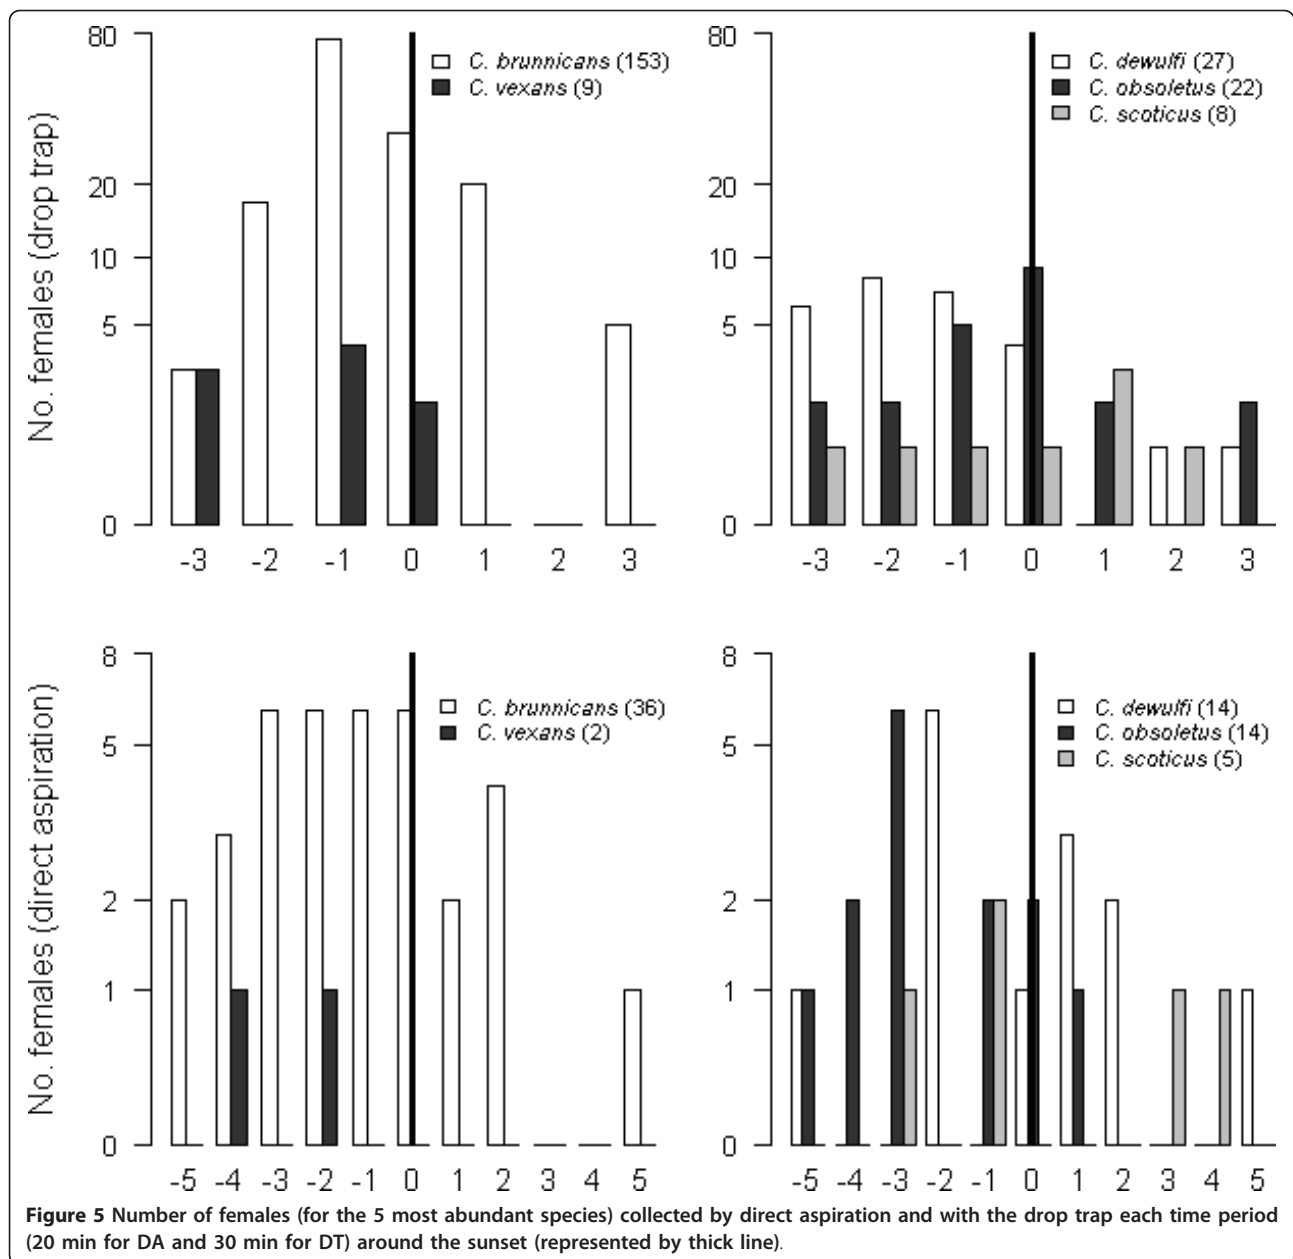 80
20
10
5
0
No. females (drop trap)
C. brunnicans (153)
C. vexans (9)
-3 -2 -1 0 1 2 3
80
20
10
5
0
C. dewulfi (27)
C. obsoletus (22)
C. scoticus (8)
-3 -2 -1 0 1 2 3
8
5
2
1
0
No. females (direct aspiration)
C. brunnicans (36)
C. vexans (2)
-5 -4 -3 -2 -1 0 1 2 3 4 5
8
5
2
1
0
C. dewulfi (14)
C. obsoletus (14)
C. scoticus (5)
-5 -4 -3 -2 -1 0 1 2 3 4 5
Figure 5 Number of females (for the 5 most abundant species) collected by direct aspiration and with the drop trap each time period
(20 min for DA and 30 min for DT) around the sunset (represented by thick line).